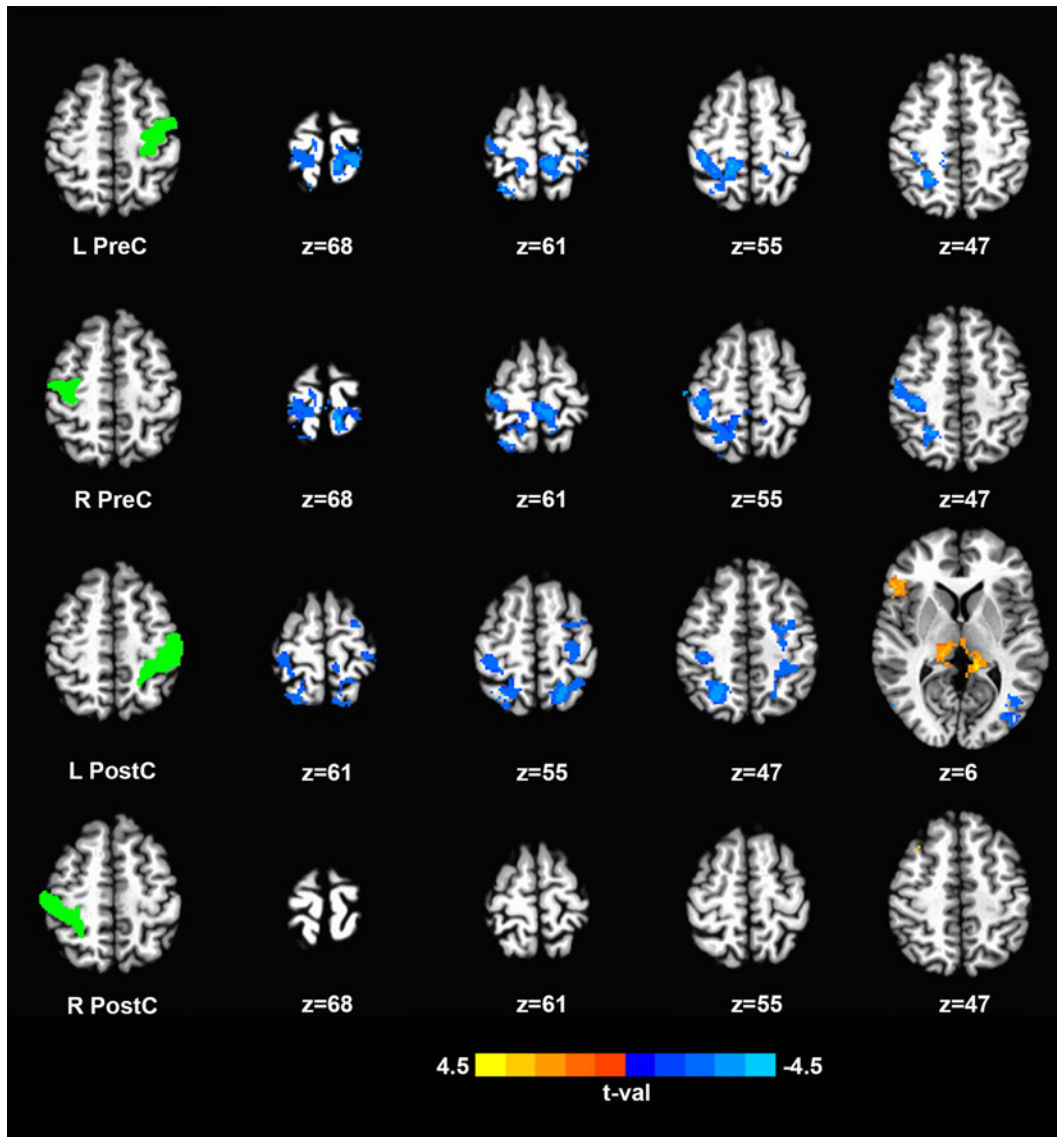 L PreC z=68 z=61 z=55 z=47
R PreC z=68 z=61 z=55 z=47
L PostC z=61 z=55 z=47 z=6
R PostC z=68 z=61 z=55 z=47
4.5 -4.5
t-val